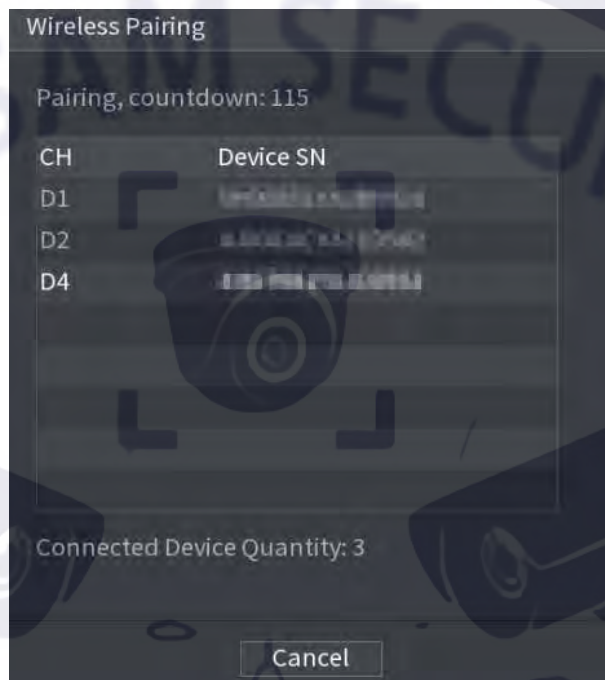 Wireless Pairing
Pairing, countdown: 115
CH Device SN
D1
D2
D4
Connected Device Quantity: 3
Cancel